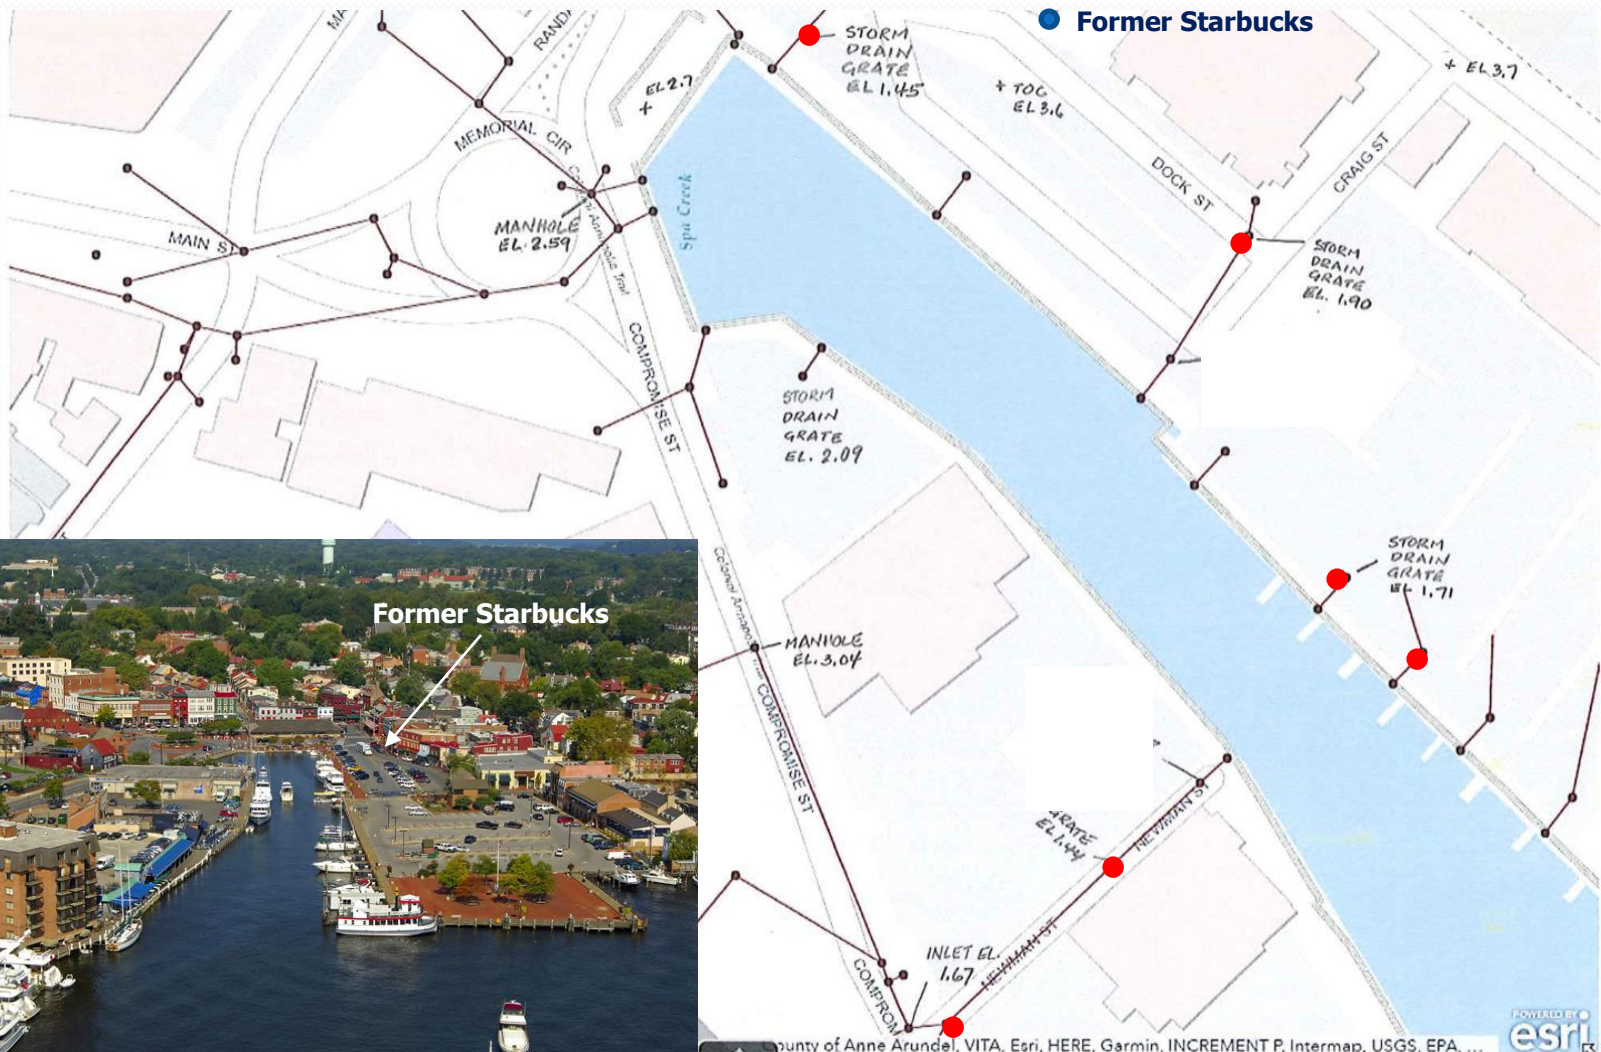 Former Starbucks
STORM
DRAIN
GRATE
EL 1.45
EL 2.7
+
+ TOC
EL 3.6
+ EL 3.7
MEMORIAL CIR
DOCK ST
CRAIG ST
Spa Creek
MANHOLE
EL. 2.59
MAIN ST
STORM
DRAIN
GRATE
EL. 1.90
COMPROMISE ST
STORM
DRAIN
GRATE
EL. 2.09
STORM
DRAIN
GRATE
EL 1.71
Former Starbucks
MANHOLE
EL. 3.04
COMPROMISE ST
GRATE
EL 1.44
NEWMAN ST
INLET EL.
1.67
NEWMAN ST
COMPROM
POWERED BY
esri
ounty of Anne Arundel, VITA, Esri, HERE, Garmin, INCREMENT P, Intermap, USGS, EPA, ...